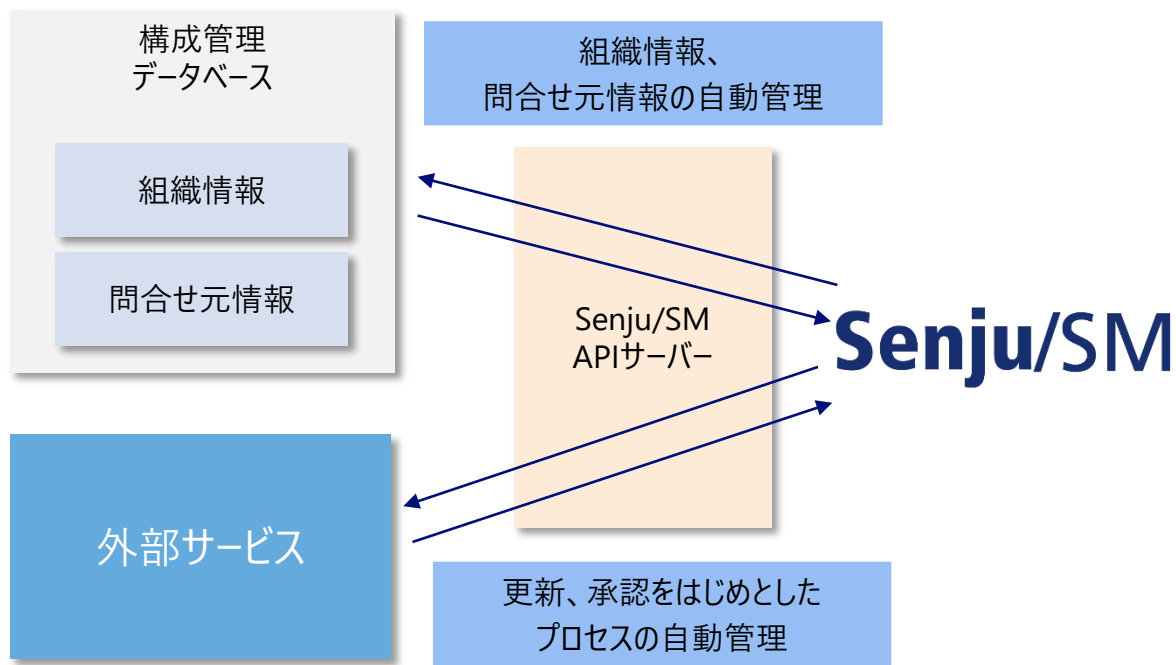 構成管理
データベース
組織情報
問合せ元情報
組織情報、
問合せ元情報の自動管理
Senju/SM
APIサーバー
Senju/SM
外部サービス
更新、承認をはじめとした
プロセスの自動管理